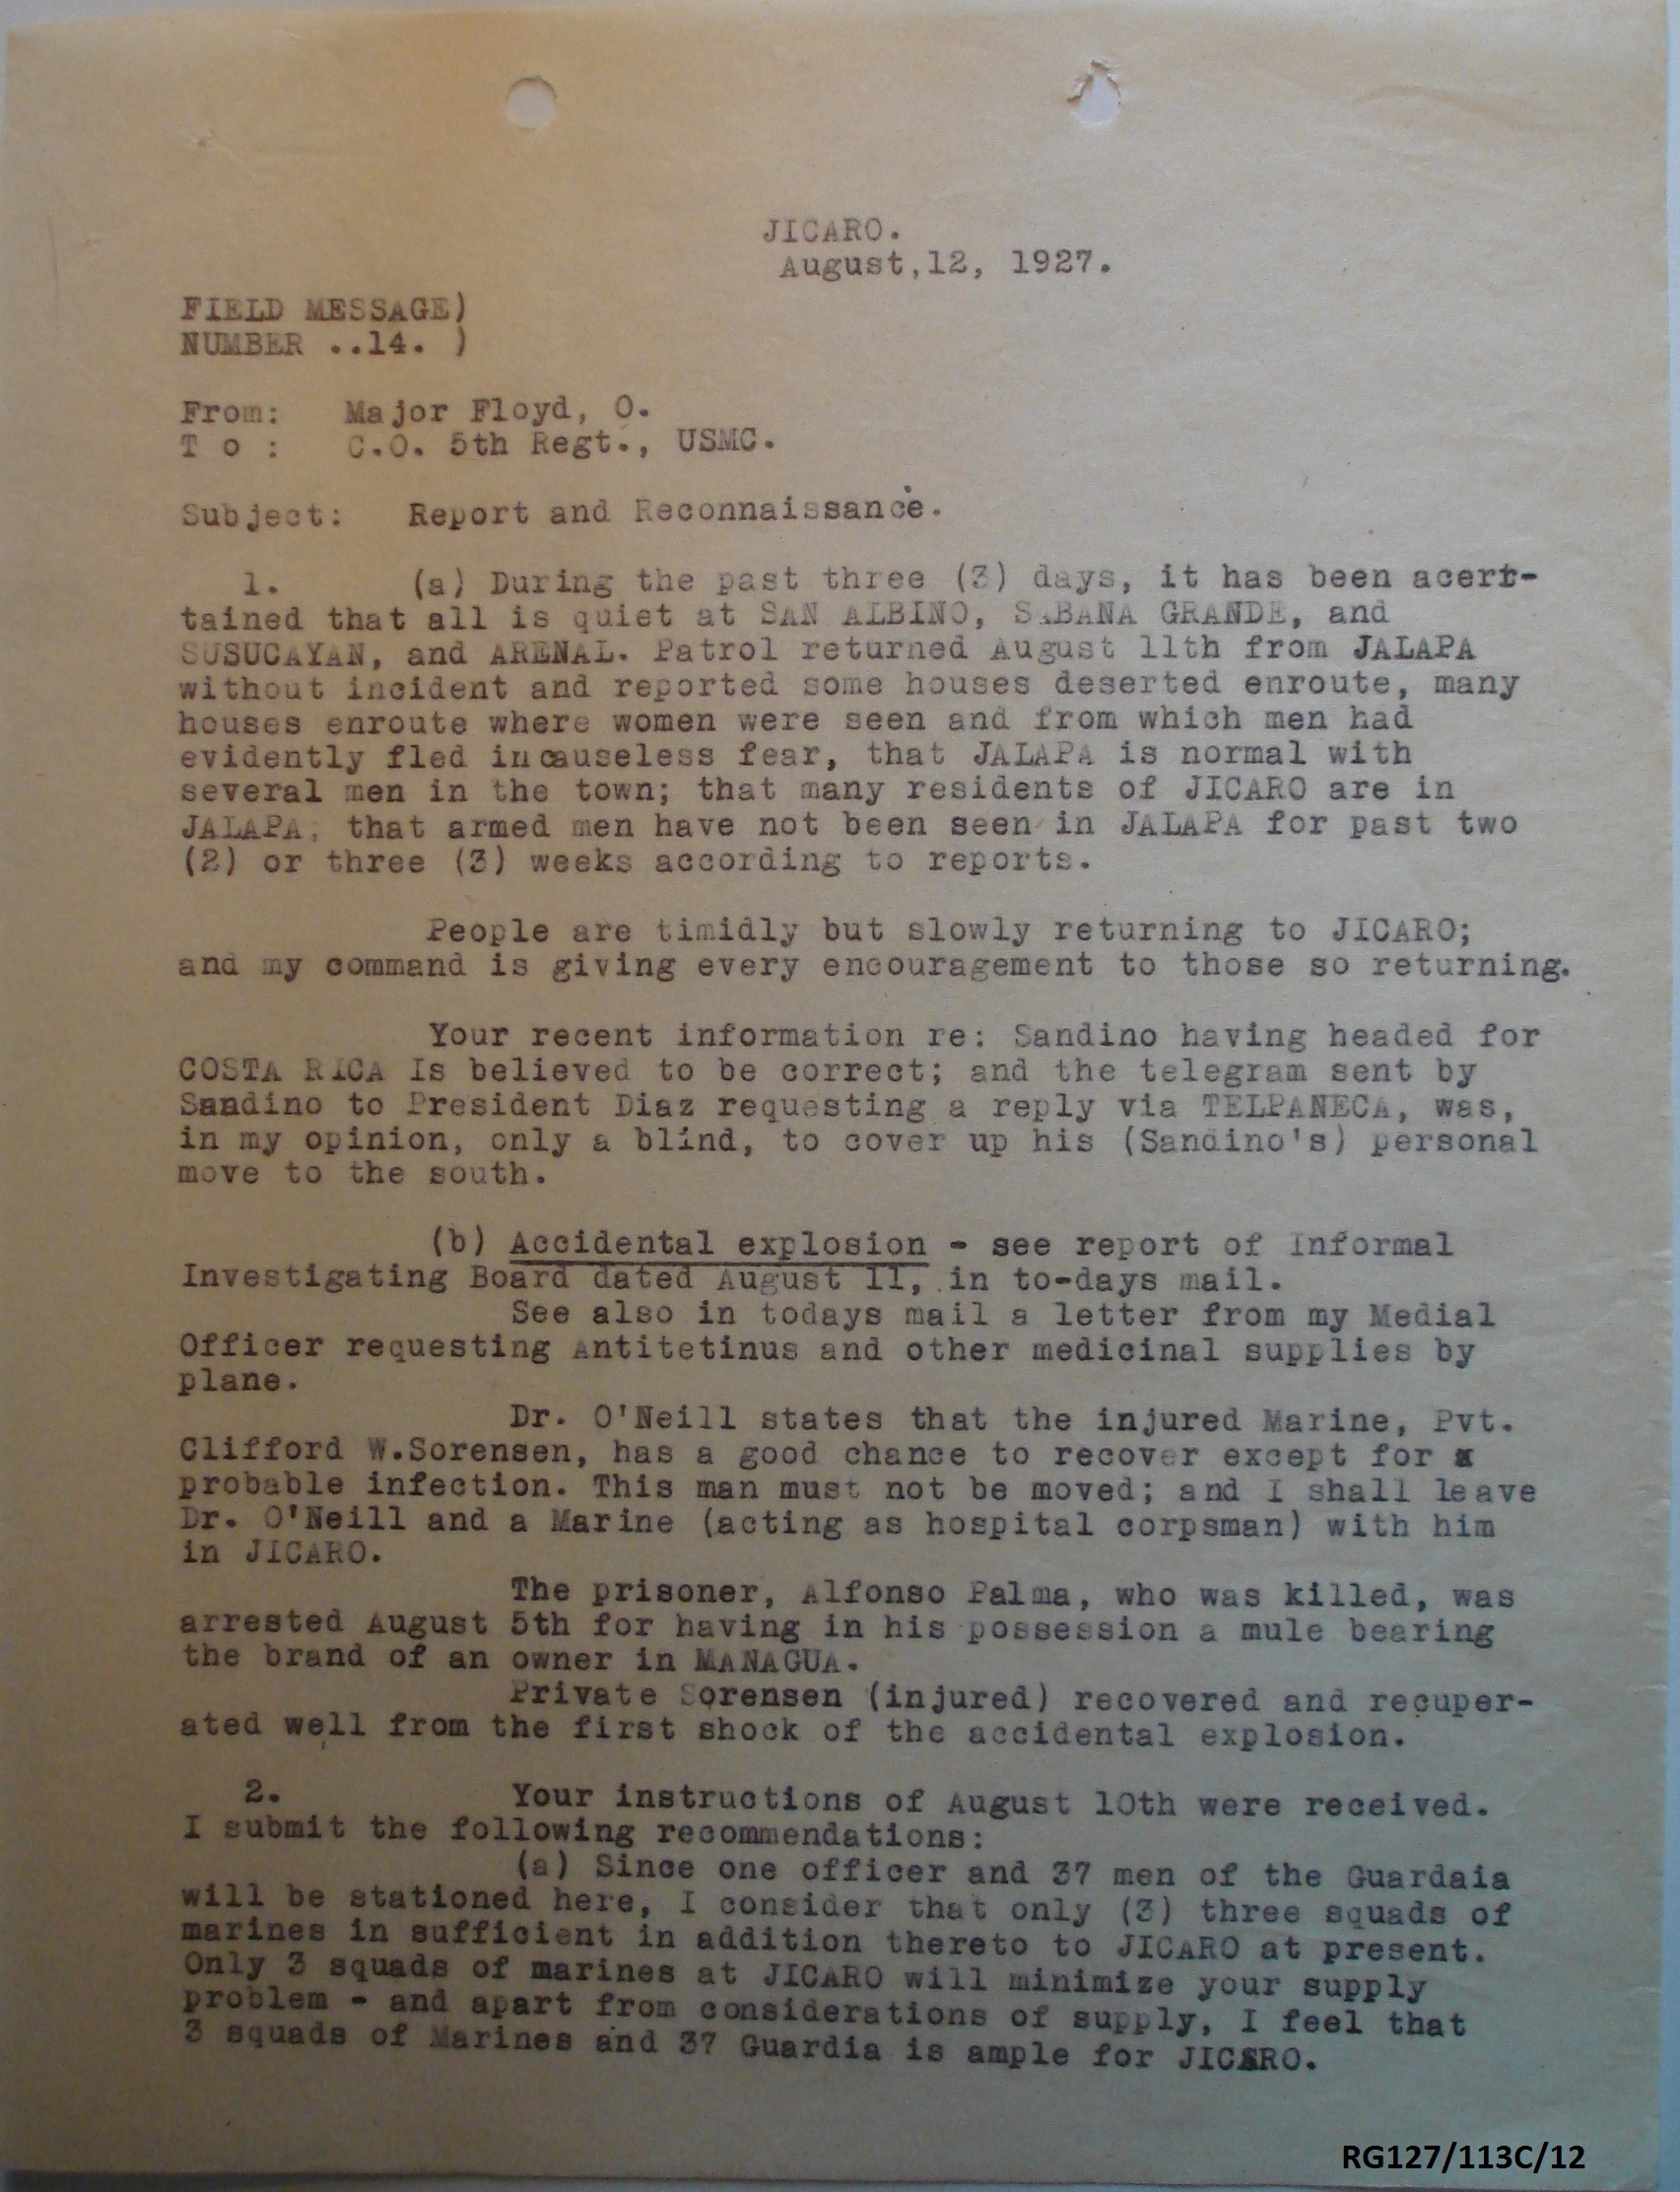 JICARO.
August,12, 1927.
FIELD MESSAGE)
NUMBER ..14. )
From: Major Floyd, O.
T o : C.O. 5th Regt., USMC.
Subject: Report and Reconnaissance.
1. (a) During the past three (3) days, it has been acert-
tained that all is quiet at SAN ALBINO, SABANA GRANDE, and
SUSUCAYAN, and ARENAL. Patrol returned August 11th from JALAPA
without incident and reported some houses deserted enroute, many
houses enroute where women were seen and from which men had
evidently fled in causeless fear, that JALAPA is normal with
several men in the town; that many residents of JICARO are in
JALAPA; that armed men have not been seen in JALAPA for past two
(2) or three (3) weeks according to reports.
People are timidly but slowly returning to JICARO;
and my command is giving every encouragement to those so returning.
Your recent information re: Sandino having headed for
COSTA RICA Is believed to be correct; and the telegram sent by
Sandino to President Diaz requesting a reply via TELPANECA, was,
in my opinion, only a blind, to cover up his (Sandino's) personal
move to the south.
(b) Accidental explosion - see report of Informal
Investigating Board dated August 11, in to-days mail.
See also in todays mail a letter from my Medial
Officer requesting Antitetinus and other medicinal supplies by
plane.
Dr. O'Neill states that the injured Marine, Pvt.
Clifford W.Sorensen, has a good chance to recover except for
probable infection. This man must not be moved; and I shall leave
Dr. O'Neill and a Marine (acting as hospital corpsman) with him
in JICARO.
The prisoner, Alfonso Palma, who was killed, was
arrested August 5th for having in his possession a mule bearing
the brand of an owner in MANAGUA.
Private Sorensen (injured) recovered and recuper-
ated well from the first shock of the accidental explosion.
2. Your instructions of August 10th were received.
I submit the following recommendations:
(a) Since one officer and 37 men of the Guardaia
will be stationed here, I consider that only (3) three squads of
marines in sufficient in addition thereto to JICARO at present.
Only 3 squads of marines at JICARO will minimize your supply
problem - and apart from considerations of supply, I feel that
3 squads of Marines and 37 Guardia is ample for JICARO.
RG127/113C/12